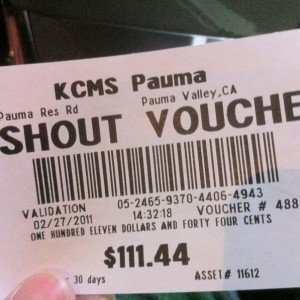 KCMS Pauma
Pauma Res Rd
Pauma Valley,CA
SHOUT VOUCHE
05-2465-9370-4406-4943
VALIDATION
02/27/2011 14:32:18 VOUCHER # 488
ONE HUNDRED ELEVEN DOLLARS AND FORTY FOUR CENTS
$111.44
30 days ASSET# 11612